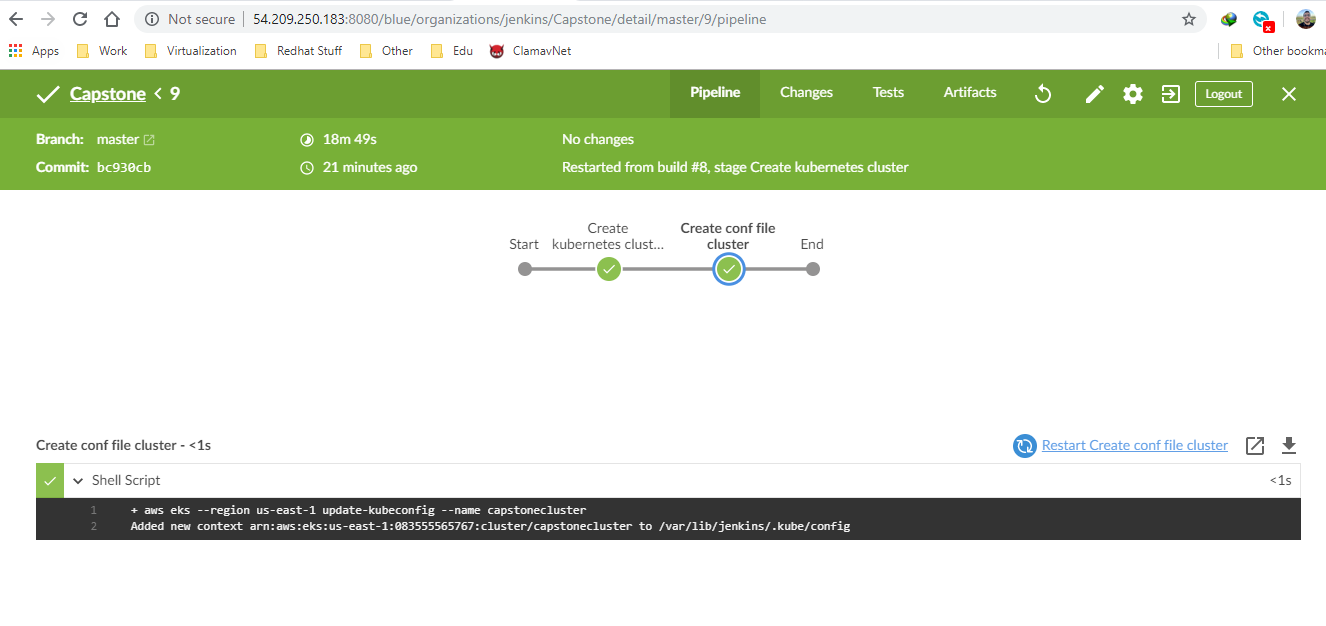 Not secure | 54.209.250.183:8080/blue/organizations/jenkins/Capstone/detail/master/9/pipeline
Apps Work Virtualization Redhat Stuff Other Edu ClamavNet Other bookma
Capstone < 9 Pipeline Changes Tests Artifacts Logout
Branch: master 18m 49s No changes
Commit: bc930cb 21 minutes ago Restarted from build #8, stage Create kubernetes cluster
Create Create conf file
Start kubernetes clust... cluster End
Create conf file cluster - <1s Restart Create conf file cluster
Shell Script <1s
1 + aws eks --region us-east-1 update-kubeconfig --name capstonecluster
2 Added new context arn:aws:eks:us-east-1:083555565767:cluster/capstonecluster to /var/lib/jenkins/.kube/config